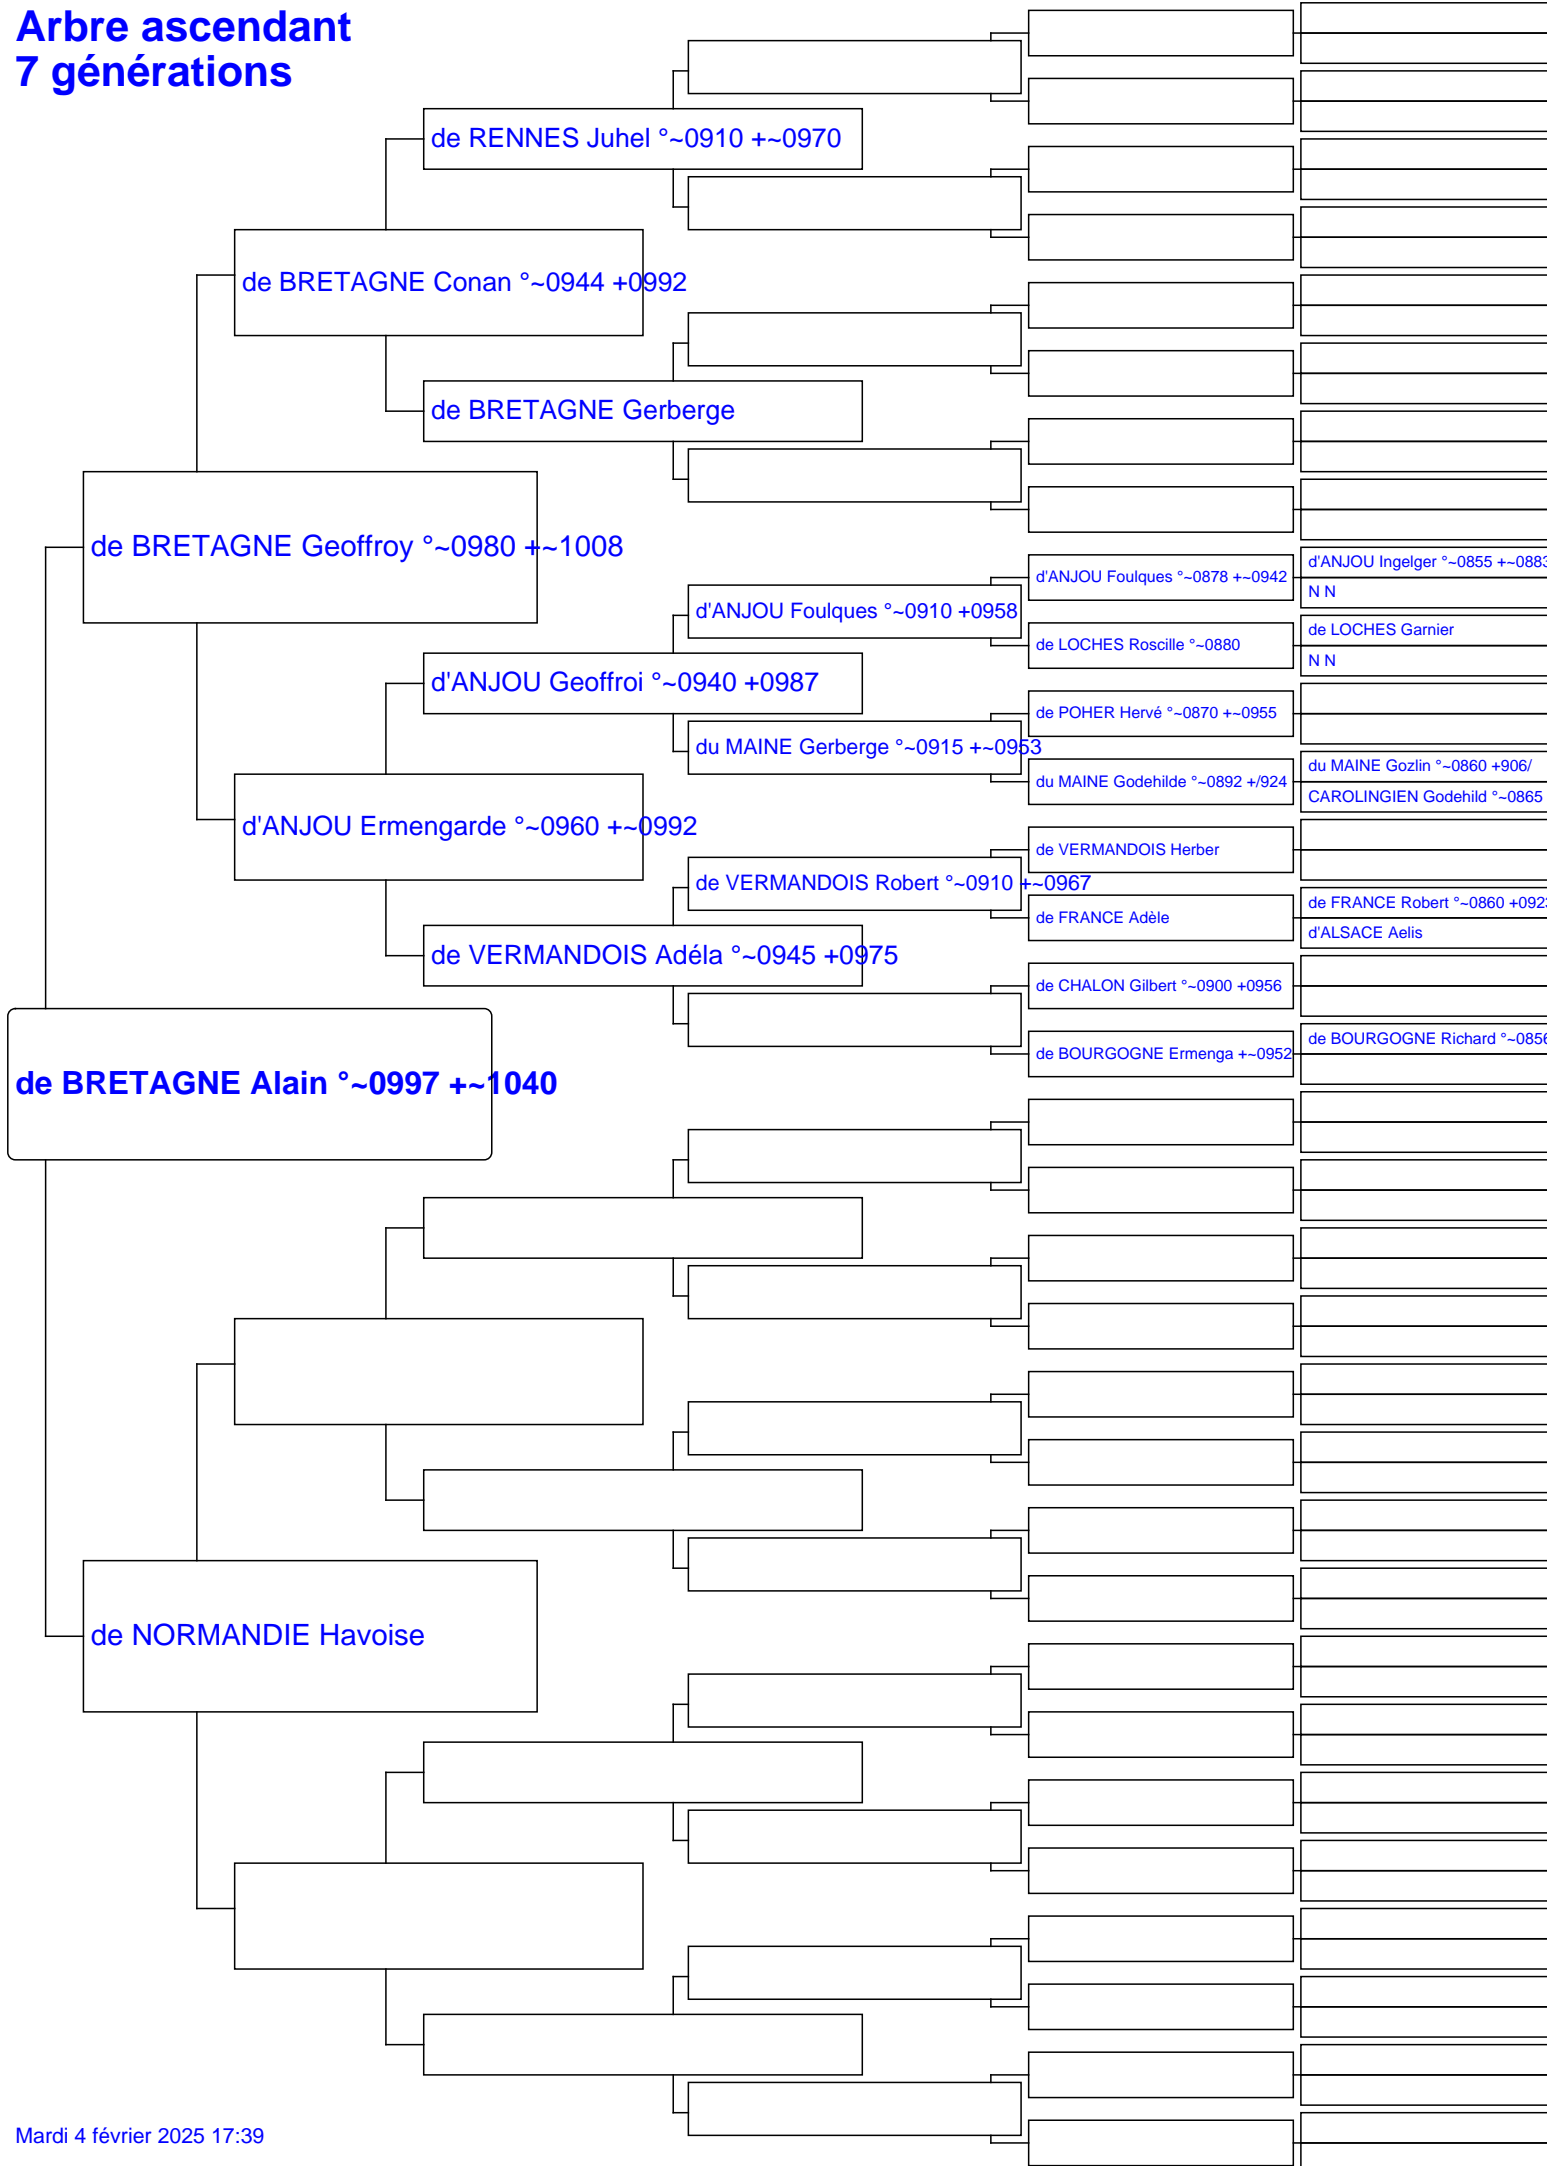 Arbre ascendant
7 générations
de RENNES Juhel °~0910 +~0970
de BRETAGNE Conan °~0944 +0992
de BRETAGNE Gerberge
de BRETAGNE Geoffroy °~0980 +~1008
d'ANJOU Foulques °~0878 +~0942
d'ANJOU Ingelger °~0855 +~0883
N N
d'ANJOU Foulques °~0910 +0958
de LOCHES Roscille °~0880
de LOCHES Garnier
N N
d'ANJOU Geoffroi °~0940 +0987
de POHER Hervé °~0870 +~0955
du MAINE Gerberge °~0915 +~0953
du MAINE Godehilde °~0892 +/924
du MAINE Gozlin °~0860 +906/
CAROLINGIEN Godehild °~0865
d'ANJOU Ermengarde °~0960 +~0992
de VERMANDOIS Herber
de VERMANDOIS Robert °~0910 +~0967
de FRANCE Adèle
de FRANCE Robert °~0860 +0923
d'ALSACE Aelis
de VERMANDOIS Adéla °~0945 +0975
de CHALON Gilbert °~0900 +0956
de BOURGOGNE Ermenga +~0952
de BOURGOGNE Richard °~0856
de BRETAGNE Alain °~0997 +~1040
de NORMANDIE Havoise
Mardi 4 février 2025 17:39